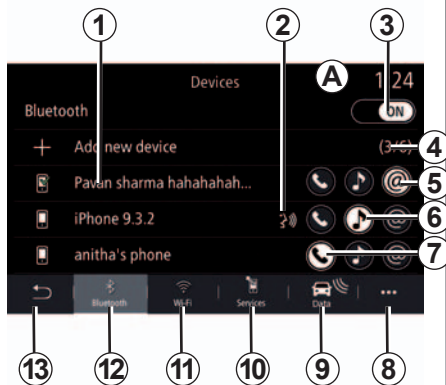 1 2 3
Devices A 1:24
Bluetooth ON
Add new device (3/6) 4
Pavan sharma hahahahah... @ 5
iPhone 9.3.2 @ 6
anitha's phone @ 7
Bluetooth Wi-Fi Services Data ...
13 12 11 10 9 8